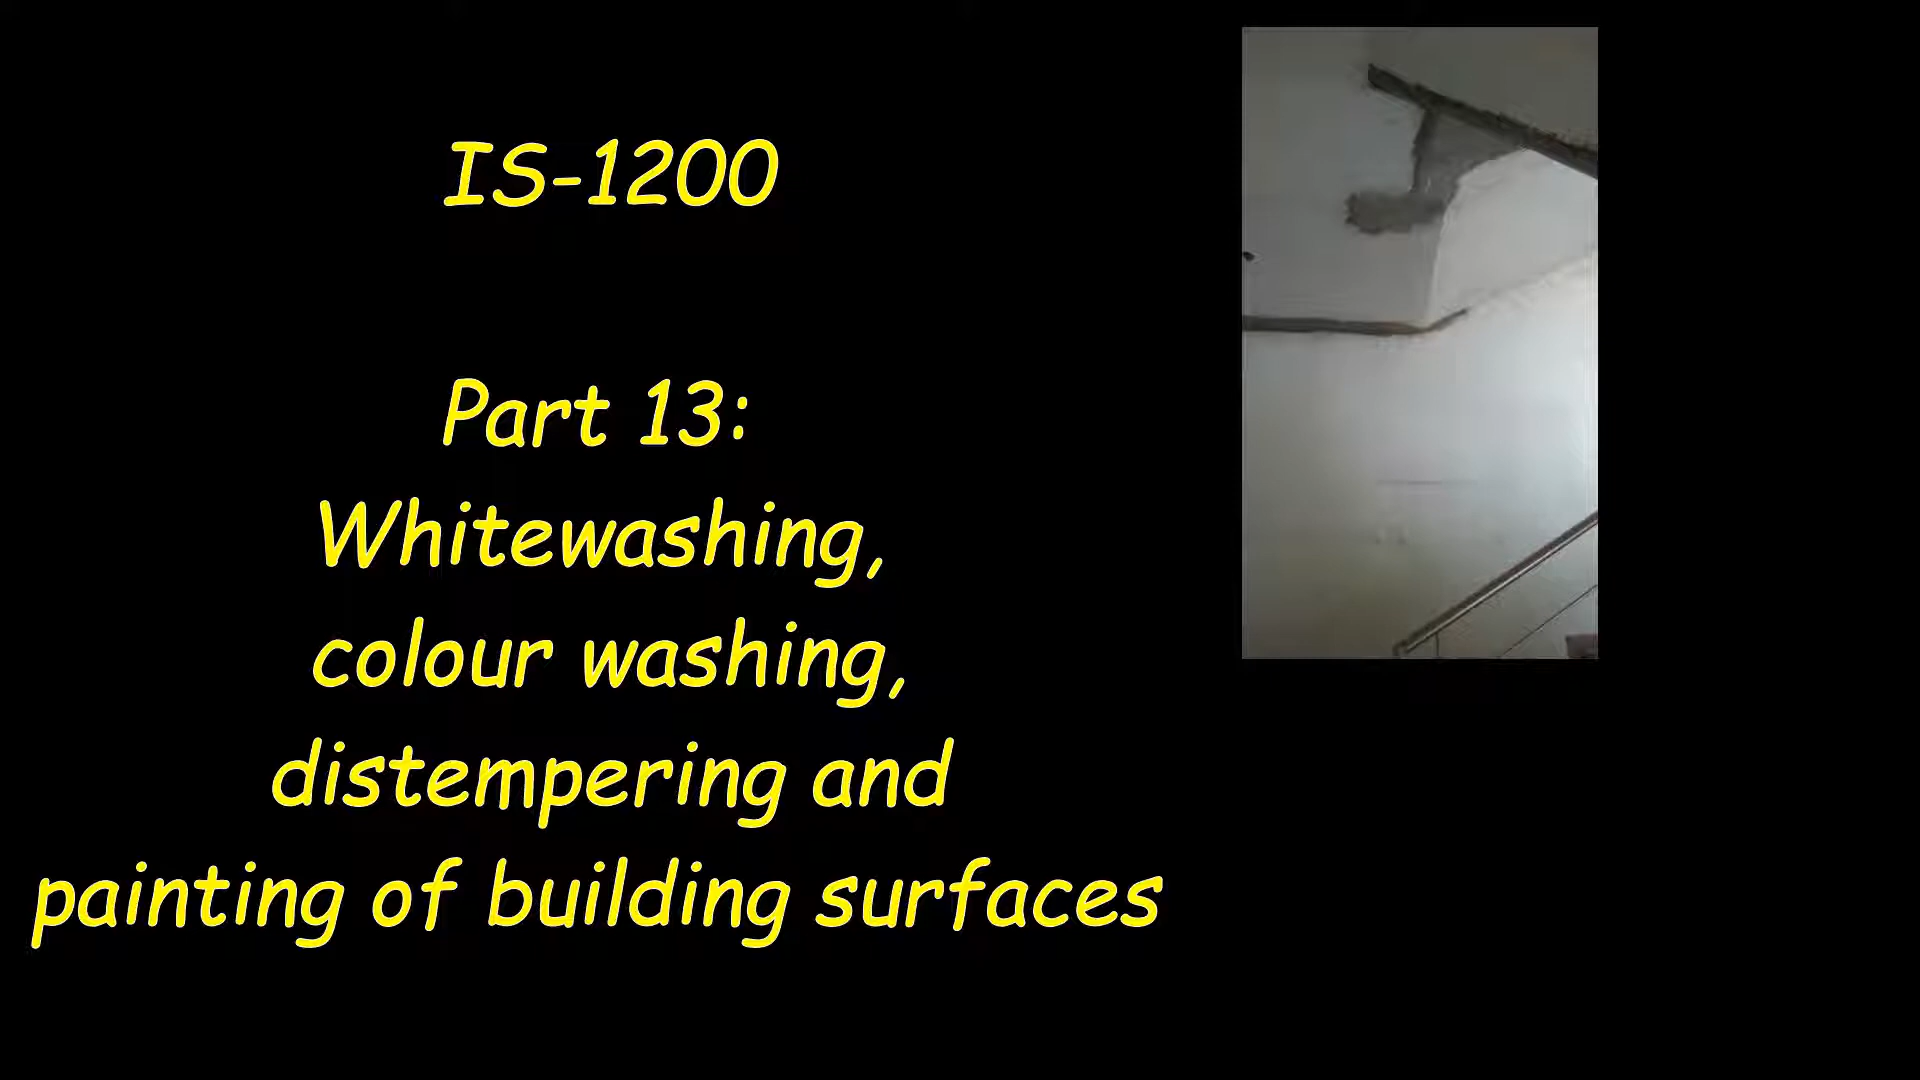 IS-1200
Part 13:
Whitewashing,
colour washing,
distempering and
painting of building surfaces